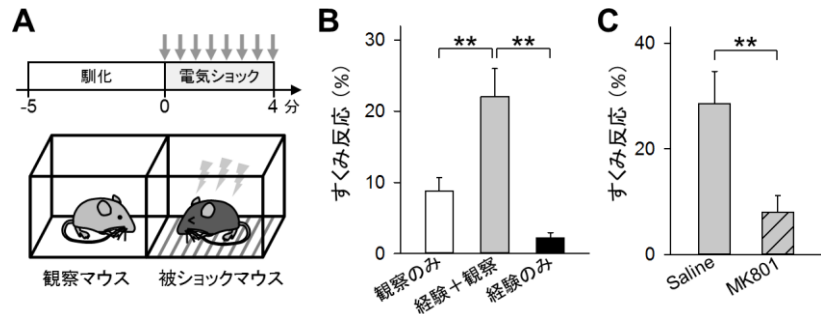 A
馴化
電気ショック
-5
0
4
分
観察マウス
被ショックマウス
B
すくみ反応 (%)
30
20
10
0
**
**
観察のみ
経験+観察
経験のみ
C
すくみ反応 (%)
40
20
0
**
Saline
MK801